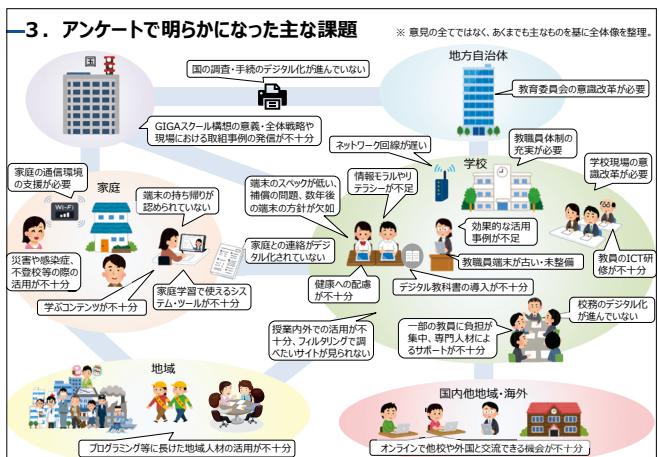 3．アンケートで明らかになった主な課題
※ 意見の全てではなく、あくまでも主なものを基に全体像を整理。
国
国の調査・手続のデジタル化が進んでいない
地方自治体
教育委員会の意識改革が必要
GIGAスクール構想の意義・全体戦略や
現場における取組事例の発信が不十分
ネットワーク回線が遅い
教職員体制の
充実が必要
学校
学校現場の意
識改革が必要
家庭の通信環境
の支援が必要
Wi-Fi
家庭
端末の持ち帰りが
認められていない
端末のスペックが低い、
補償の問題、数年後
の端末の方針が欠如
情報モラルやリ
テラシーが不足
効果的な活用
事例が不足
家庭との連絡がデジ
タル化されていない
教職員端末が古い・未整備
教員のICT研
修が不十分
災害や感染症、
不登校等の際の
活用が不十分
学ぶコンテンツが不十分
家庭学習で使えるシス
テム・ツールが不十分
健康への配慮
が不十分
デジタル教科書の導入が不十分
校務のデジタル化
が進んでいない
授業内外での活用が不十
分、フィルタリングで調
べたいサイトが見られない
一部の教員に負担が
集中、専門人材によ
るサポートが不十分
地域
プログラミング等に長けた地域人材の活用が不十分
国内他地域・海外
オンラインで他校や外国と交流できる機会が不十分